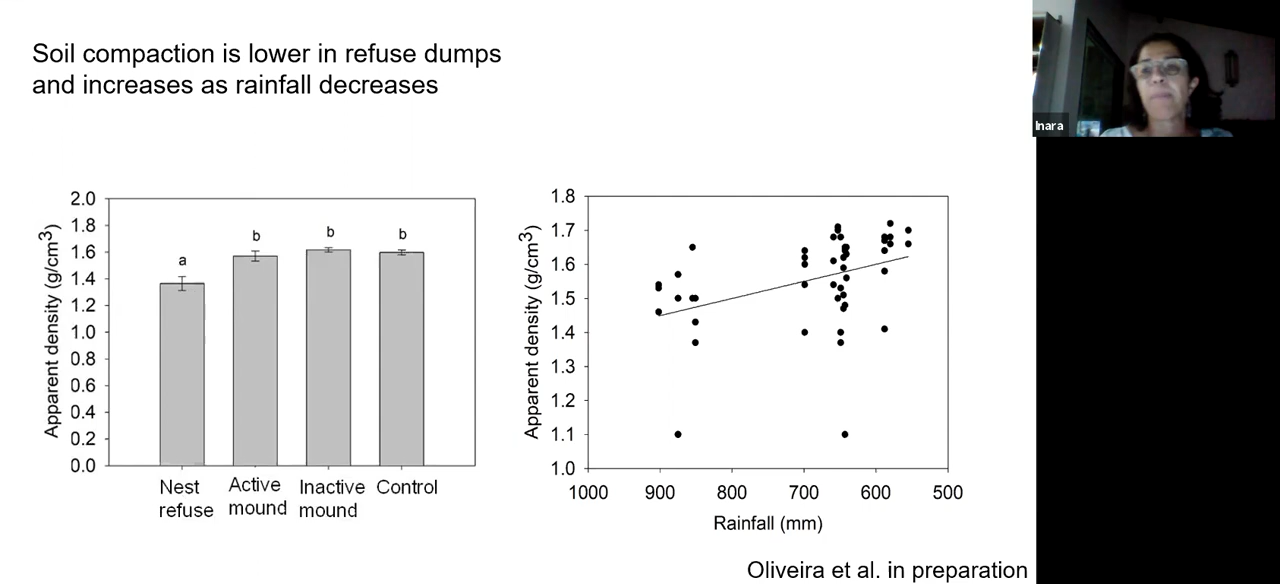 Soil compaction is lower in refuse dumps
and increases as rainfall decreases
Inara
2.0
1.8
1.6
1.4
1.2
1.0
0.8
0.6
0.4
0.2
0.0
Apparent density (g/cm³)
a
b
b
b
Nest
refuse
Active
mound
Inactive
mound
Control
1.8
1.7
1.6
1.5
1.4
1.3
1.2
1.1
1.0
Apparent density (g/cm³)
1000 900 800 700 600 500
Rainfall (mm)
Oliveira et al. in preparation